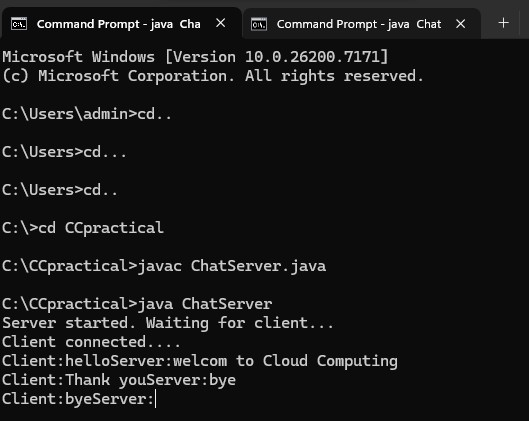 Command Prompt - java Cha
Command Prompt - java Chat
Microsoft Windows [Version 10.0.26200.7171]
(c) Microsoft Corporation. All rights reserved.
C:\Users\admin>cd..
C:\Users>cd...
C:\Users>cd..
C:\>cd CCpractical
C:\CCpractical>javac ChatServer.java
C:\CCpractical>java ChatServer
Server started. Waiting for client...
Client connected....
Client:helloServer:welcom to Cloud Computing
Client:Thank youServer:bye
Client:byeServer: